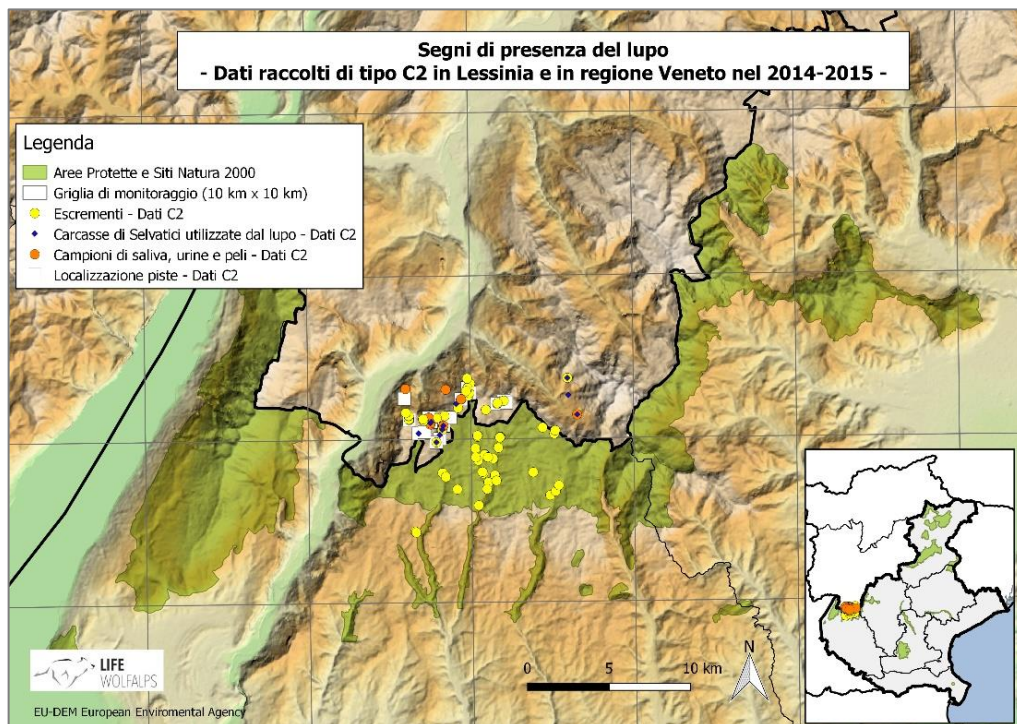 Segni di presenza del lupo
- Dati raccolti di tipo C2 in Lessinia e in regione Veneto nel 2014-2015 -
Legenda
Aree Protette e Siti Natura 2000
Griglia di monitoraggio (10 km x 10 km)
Escrementi - Dati C2
Carcasse di Selvatici utilizzate dal lupo - Dati C2
Campioni di saliva, urine e peli - Dati C2
Localizzazione piste - Dati C2
N
0 5 10 km
LIFE
WOLFALPS
EU-DEM European Enviromental Agency